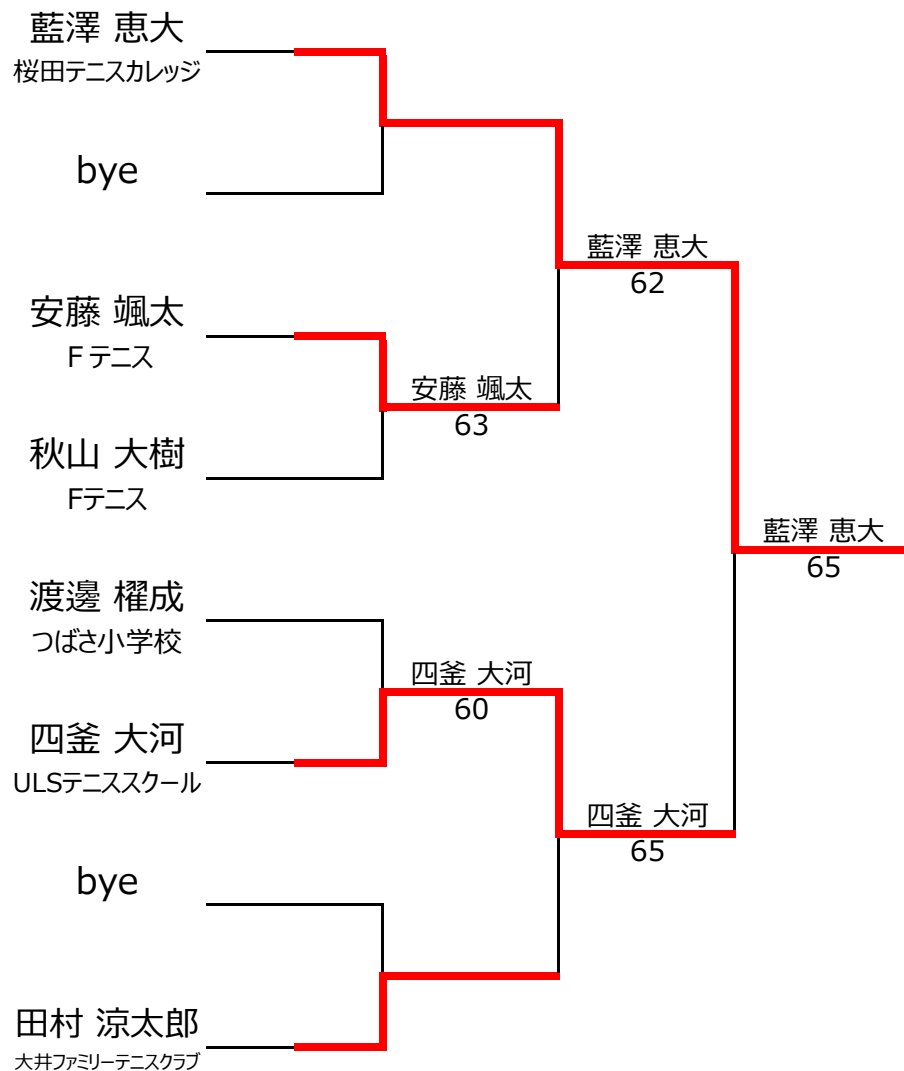 藍澤 恵大
桜田テニスカレッジ
bye
藍澤 恵大
62
安藤 颯太
F テニス
安藤 颯太
63
秋山 大樹
Fテニス
藍澤 恵大
65
渡邊 櫂成
つばさ小学校
四釜 大河
60
四釜 大河
ULSテニススクール
四釜 大河
65
bye
田村 涼太郎
大井ファミリーテニスクラブ